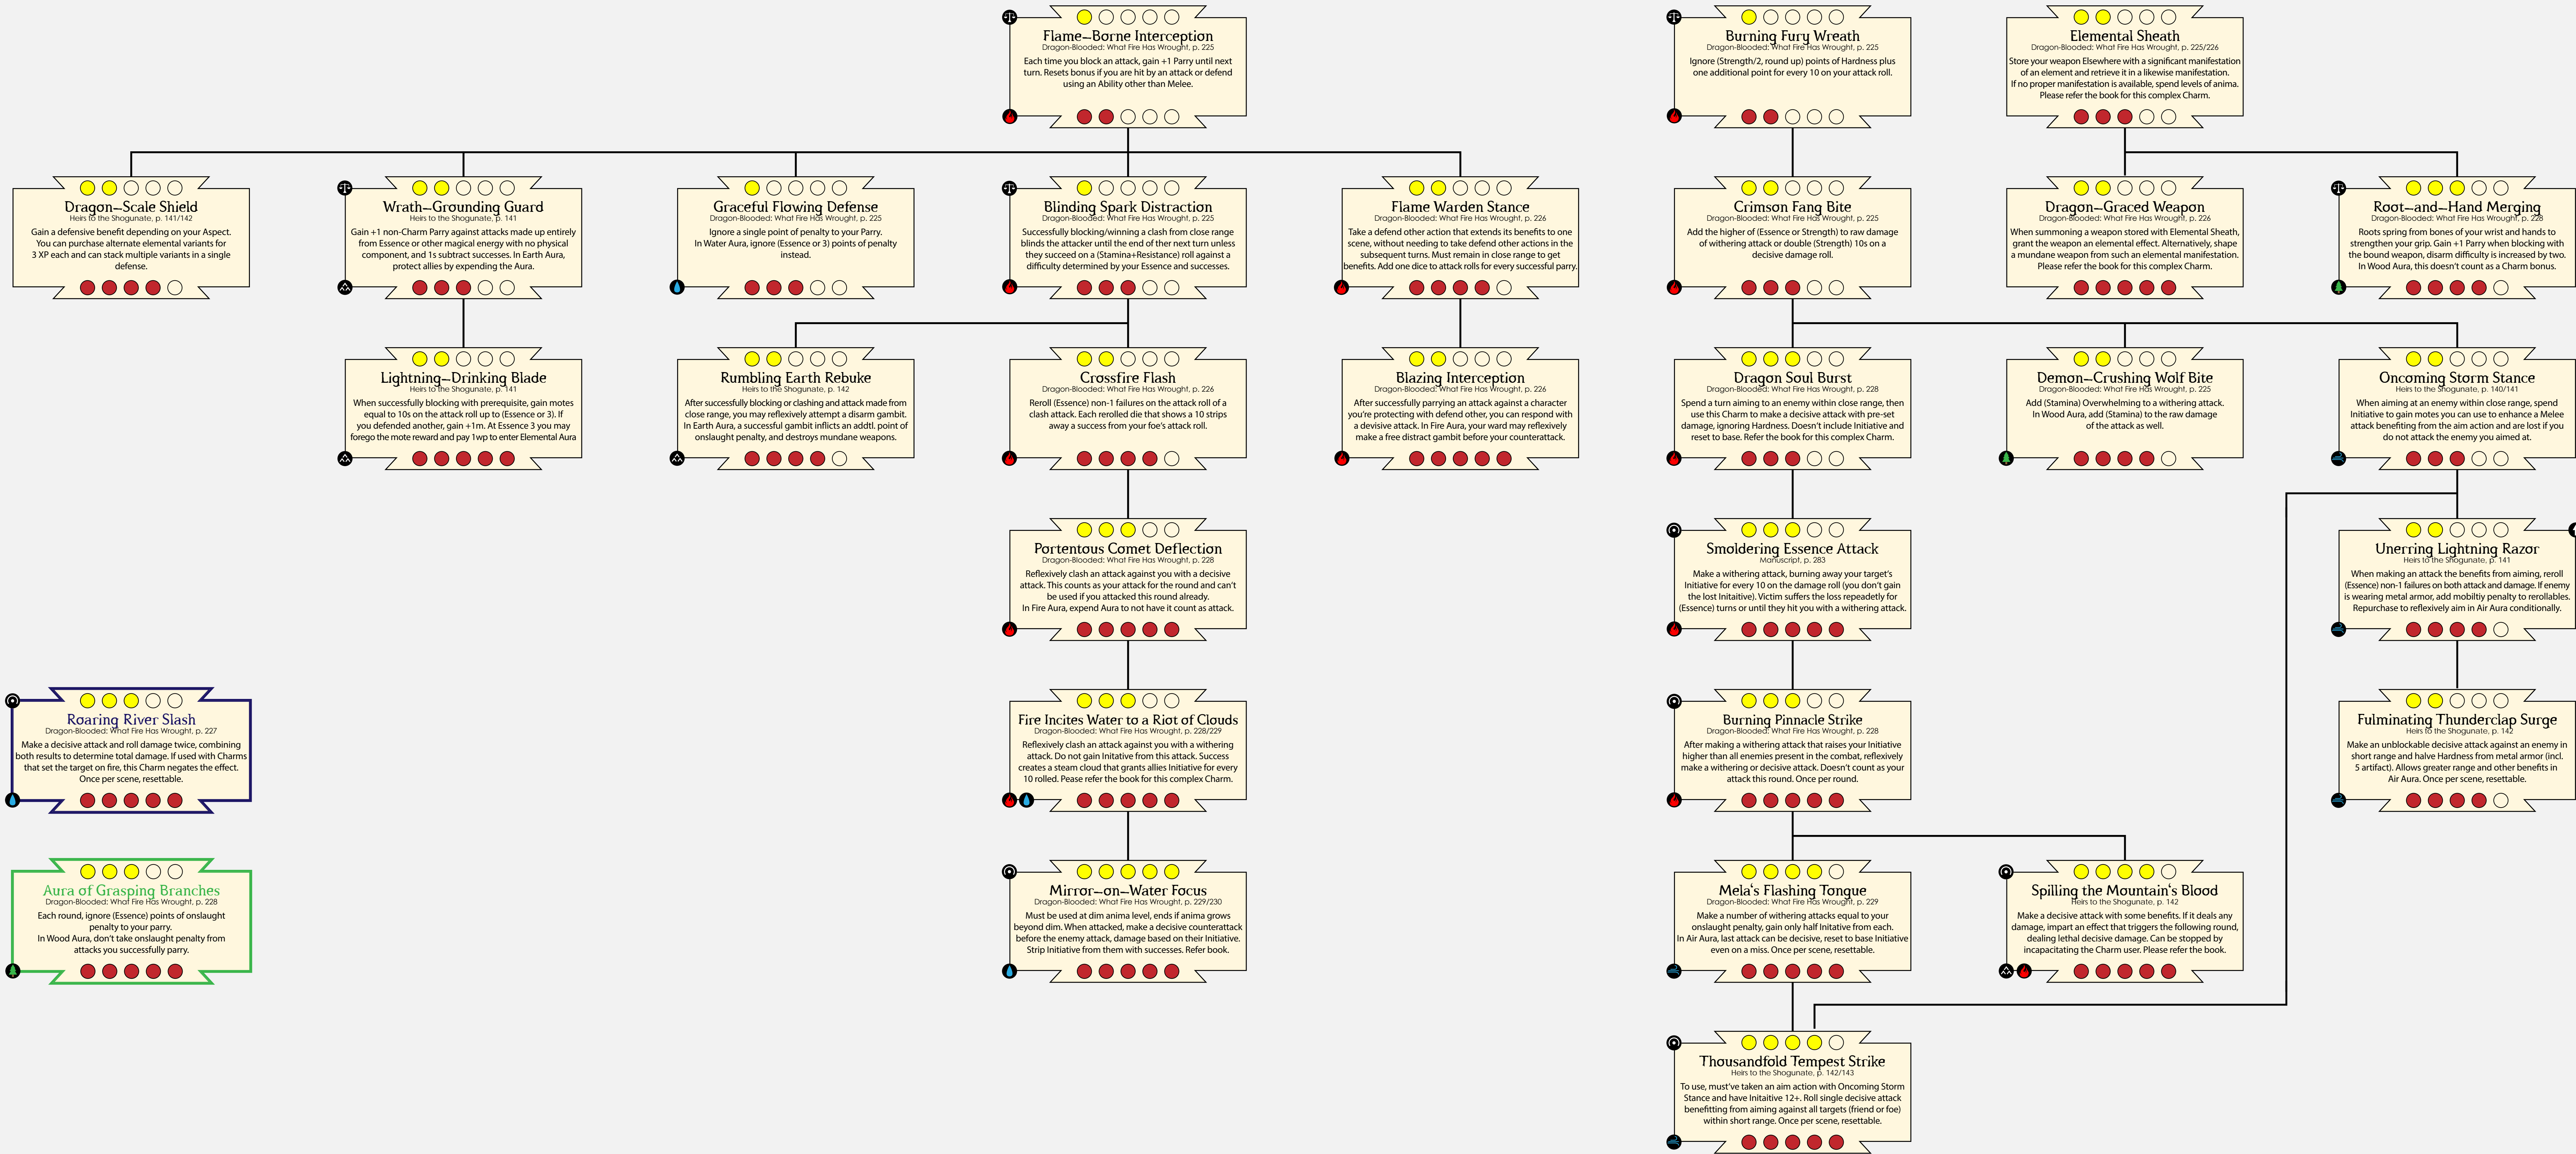 Flame-Borne Interception
Dragon-Blooded: What Fire Has Wrought, p. 225
Each time you block an attack, gain +1 Parry until next
turn. Resets bonus if you are hit by an attack or defend
using an Ability other than Melee.
Burning Fury Wreath
Dragon-Blooded: What Fire Has Wrought, p. 225
Ignore (Strength/2, round up) points of Hardness plus
one additional point for every 10 on your attack roll.
Elemental Sheath
Dragon-Blooded: What Fire Has Wrought, p. 225/226
Store your weapon Elsewhere with a significant manifestation
of an element and retrieve it in a likewise manifestation.
If no proper manifestation is available, spend levels of anima.
Please refer the book for this complex Charm.
Dragon-Scale Shield
Heirs to the Shogunate, p. 141/142
Gain a defensive benefit depending on your Aspect.
You can purchase alternate elemental variants for
3 XP each and can stack multiple variants in a single
defense.
Wrath-Grounding Guard
Heirs to the Shogunate, p. 141
Gain +1 non-Charm Parry against attacks made up entirely
from Essence or other magical energy with no physical
component, and 1s subtract successes. In Earth Aura,
protect allies by expending the Aura.
Graceful Flowing Defense
Dragon-Blooded: What Fire Has Wrought, p. 225
Ignore a single point of penalty to your Parry.
In Water Aura, ignore (Essence or 3) points of penalty
instead.
Blinding Spark Distraction
Dragon-Blooded: What Fire Has Wrought, p. 225
Successfully blocking/winning a clash from close range
blinds the attacker until the end of ther next turn unless
they succeed on a (Stamina+Resistance) roll against a
difficulty determined by your Essence and successes.
Flame Warden Stance
Dragon-Blooded: What Fire Has Wrought, p. 226
Take a defend other action that extends its benefits to one
scene, without needing to take defend other actions in the
subsequent turns. Must remain in close range to get
benefits. Add one dice to attack rolls for every successful parry.
Crimson Fang Bite
Dragon-Blooded: What Fire Has Wrought, p. 225
Add the higher of (Essence or Strength) to raw damage
of withering attack or double (Strength) 10s on a
decisive damage roll.
Dragon-Graced Weapon
Dragon-Blooded: What Fire Has Wrought, p. 226
When summoning a weapon stored with Elemental Sheath,
grant the weapon an elemental effect. Alternatively, shape
a mundane weapon from such an elemental manifestation.
Please refer the book for this complex Charm.
Root-and-Hand Merging
Dragon-Blooded: What Fire Has Wrought, p. 228
Roots spring from bones of your wrist and hands to
strengthen your grip. Gain +1 Parry when blocking with
the bound weapon, disarm difficulty is increased by two.
In Wood Aura, this doesn't count as a Charm bonus.
Lightning-Drinking Blade
Heirs to the Shogunate, p. 141
When successfully blocking with prerequisite, gain motes
equal to 10s on the attack roll up to (Essence or 3). If
you defended another, gain +1m. At Essence 3 you may
forego the mote reward and pay 1wp to enter Elemental Aura
Rumbling Earth Rebuke
Heirs to the Shogunate, p. 142
After successfully blocking or clashing and attack made from
close range, you may reflexively attempt a disarm gambit.
In Earth Aura, a successful gambit inflicts an addtl. point of
onslaught penalty, and destroys mundane weapons.
Crossfire Flash
Dragon-Blooded: What Fire Has Wrought, p. 226
Reroll (Essence) non-1 failures on the attack roll of a
clash attack. Each rerolled die that shows a 10 strips
away a success from your foe's attack roll.
Blazing Interception
Dragon-Blooded: What Fire Has Wrought, p. 226
After successfully parrying an attack against a character
you're protecting with defend other, you can respond with
a decisive attack. In Fire Aura, your ward may reflexively
make a free distract gambit before your counterattack.
Dragon Soul Burst
Dragon-Blooded: What Fire Has Wrought, p. 228
Spend a turn aiming to an enemy within close range, then
use this Charm to make a decisive attack with pre-set
damage, ignoring Hardness. Doesn't include Initiative and
reset to base. Refer the book for this complex Charm.
Demon-Crushing Wolf Bite
Dragon-Blooded: What Fire Has Wrought, p. 225
Add (Stamina) Overwhelming to a withering attack.
In Wood Aura, add (Stamina) to the raw damage
of the attack as well.
Oncoming Storm Stance
Heirs to the Shogunate, p. 140/141
When aiming at an enemy within close range, spend
Initiative to gain motes you can use to enhance a Melee
attack benefiting from the aim action and are lost if you
do not attack the enemy you aimed at.
Portentous Comet Deflection
Dragon-Blooded: What Fire Has Wrought, p. 228
Reflexively clash an attack against you with a decisive
attack. This counts as your attack for the round and can't
be used if you attacked this round already.
In Fire Aura, expend Aura to not have it count as attack.
Smoldering Essence Attack
Manuscript, p. 283
Make a withering attack, burning away your target's
Initiative for every 10 on the damage roll (you don't gain
the lost Initaitive). Victim suffers the loss repeadetly for
(Essence) turns or until they hit you with a withering attack.
Unerring Lightning Razor
Heirs to the Shogunate, p. 141
When making an attack the benefits from aiming, reroll
(Essence) non-1 failures on both attack and damage. If enemy
is wearing metal armor, add mobiltiy penalty to rerollables.
Repurchase to reflexively aim in Air Aura conditionally.
Roaring River Slash
Dragon-Blooded: What Fire Has Wrought, p. 227
Make a decisive attack and roll damage twice, combining
both results to determine total damage. If used with Charms
that set the target on fire, this Charm negates the effect.
Once per scene, resettable.
Fire Incites Water to a Riot of Clouds
Dragon-Blooded: What Fire Has Wrought, p. 228/229
Reflexively clash an attack against you with a withering
attack. Do not gain Initative from this attack. Success
creates a steam cloud that grants allies Initiative for every
10 rolled. Pease refer the book for this complex Charm.
Burning Pinnacle Strike
Dragon-Blooded: What Fire Has Wrought, p. 228
After making a withering attack that raises your Initiative
higher than all enemies present in the combat, reflexively
make a withering or decisive attack. Doesn't count as your
attack this round. Once per round.
Fulminating Thunderclap Surge
Heirs to the Shogunate, p. 142
Make an unblockable decisive attack against an enemy in
short range and halve Hardness from metal armor (incl.
5 artifact). Allows greater range and other benefits in
Air Aura. Once per scene, resettable.
Aura of Grasping Branches
Dragon-Blooded: What Fire Has Wrought, p. 228
Each round, ignore (Essence) points of onslaught
penalty to your parry.
In Wood Aura, don't take onslaught penalty from
attacks you successfully parry.
Mirror-on-Water Focus
Dragon-Blooded: What Fire Has Wrought, p. 229/230
Must be used at dim anima level, ends if anima grows
beyond dim. When attacked, make a decisive counterattack
before the enemy attack, damage based on their Initiative.
Strip Initiative from them with successes. Refer book.
Mela's Flashing Tongue
Dragon-Blooded: What Fire Has Wrought, p. 229
Make a number of withering attacks equal to your
onslaught penalty, gain only half Initative from each.
In Air Aura, last attack can be decisive, reset to base Initiative
even on a miss. Once per scene, resettable.
Spilling the Mountain's Blood
Heirs to the Shogunate, p. 142
Make a decisive attack with some benefits. If it deals any
damage, impart an effect that triggers the following round,
dealing lethal decisive damage. Can be stopped by
incapacitating the Charm user. Please refer the book.
Thousandfold Tempest Strike
Heirs to the Shogunate, p. 142/143
To use, must've taken an aim action with Oncoming Storm
Stance and have Initaitive 12+. Roll single decisive attack
benefitting from aiming against all targets (friend or foe)
within short range. Once per scene, resettable.